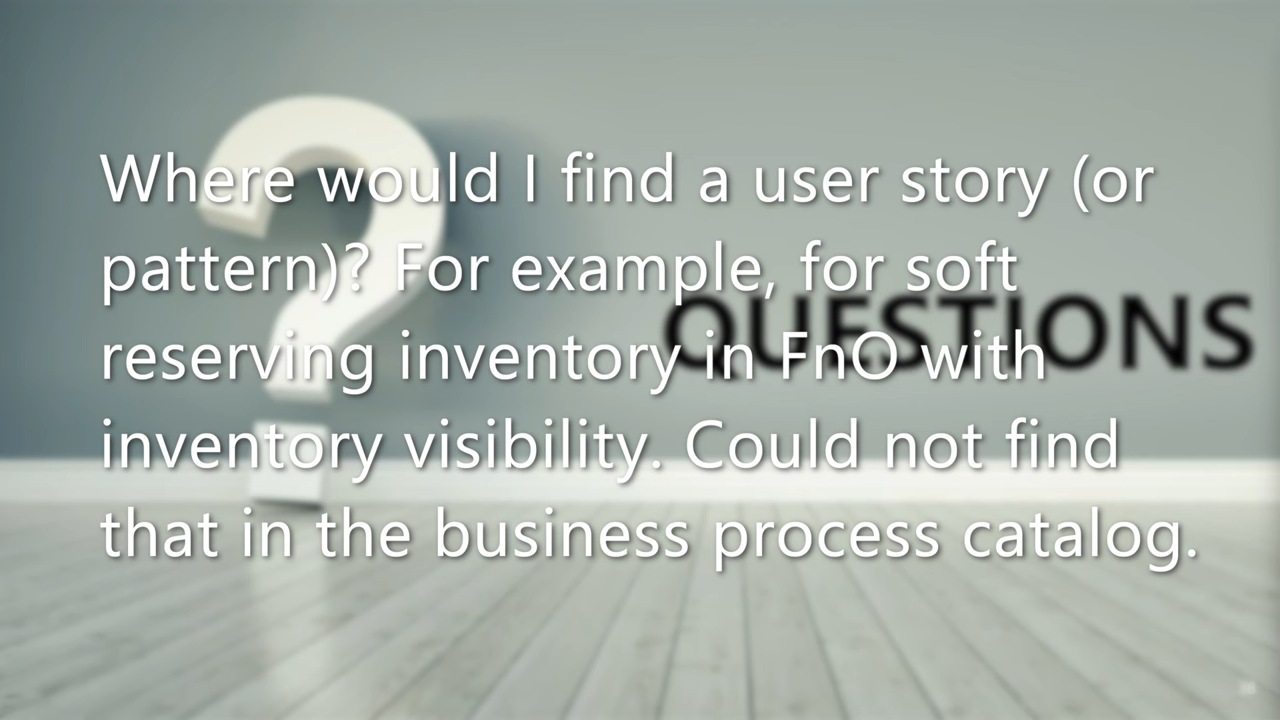 Where would I find a user story (or
pattern)? For example, for soft
reserving inventory in FnO with
inventory visibility. Could not find
that in the business process catalog.
QUESTIONS